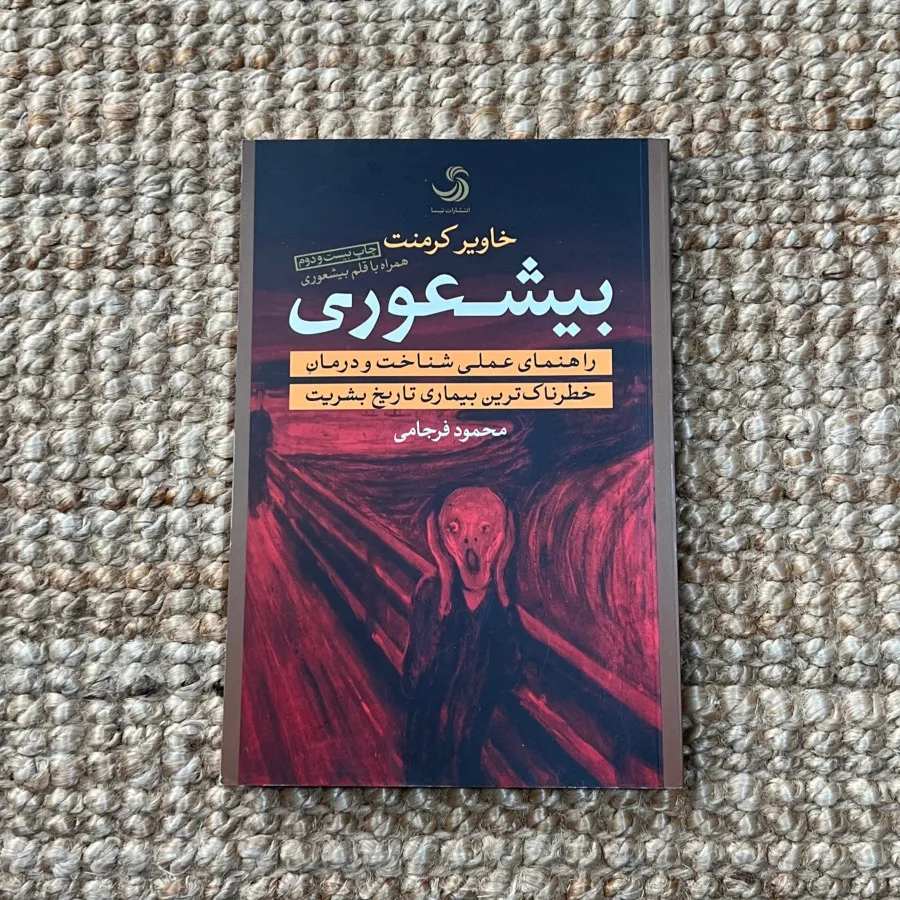 انتشارات تیسا
خاویر کرمنت
چاپ بیست و دوم
همراه با قلم بیشعوری
بیشعوری
راهنمای عملی شناخت و درمانِ
خطرناک‌ترین بیماری تاریخ بشریت
محمود فرجامی